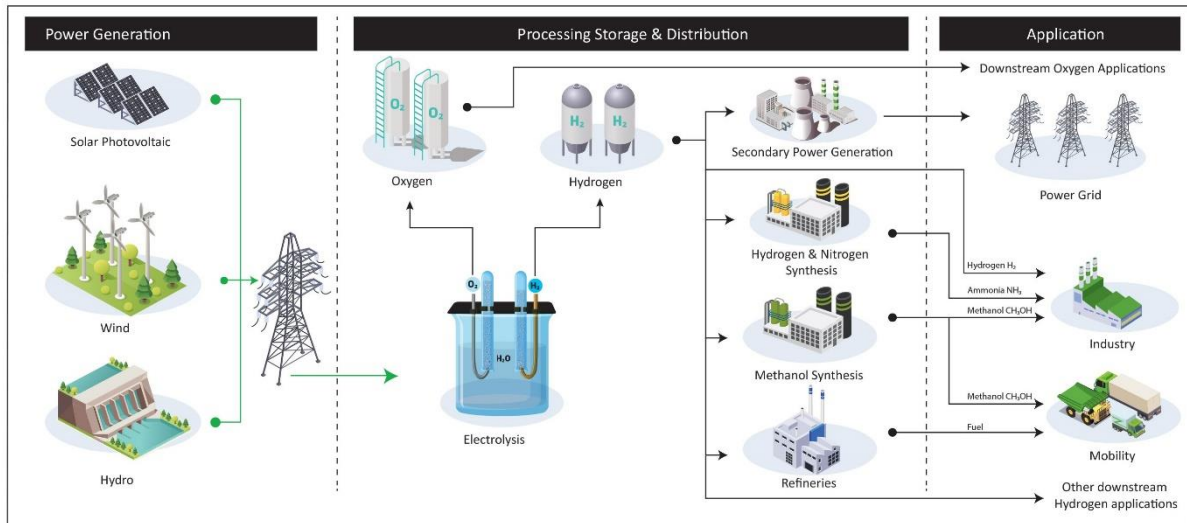 Power Generation
Processing Storage & Distribution
Application
Solar Photovoltaic
Wind
Hydro
O₂
O₂
Oxygen
H₂
H₂
Hydrogen
O₂
H₂
H₂O
Electrolysis
Secondary Power Generation
Hydrogen & Nitrogen
Synthesis
Methanol Synthesis
Refineries
Downstream Oxygen Applications
Power Grid
Hydrogen H₂
Ammonia NH₃
Methanol CH₃OH
Industry
Methanol CH₃OH
Fuel
Mobility
Other downstream
Hydrogen applications